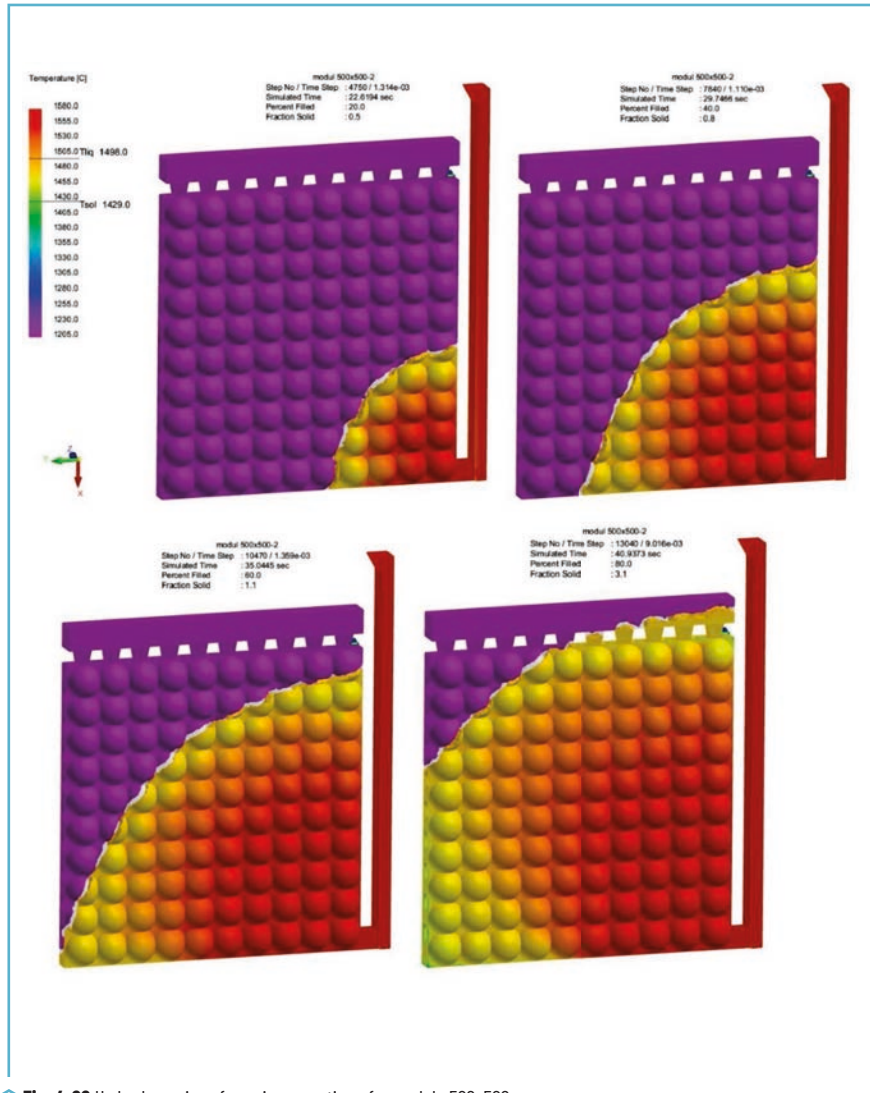 Temperature [C]
1580.0
1555.0
1530.0
1505.0 Tliq 1498.0
1480.0
1455.0
1430.0
Tsol 1429.0
1405.0
1380.0
1355.0
1330.0
1305.0
1280.0
1255.0
1230.0
1205.0
modul 500x500-2
Step No / Time Step : 4750 / 1.314e-03
Simulated Time : 22.6194 sec
Percent Filled : 20.0
Fraction Solid : 0.5
modul 500x500-2
Step No / Time Step : 7840 / 1.110e-03
Simulated Time : 29.7466 sec
Percent Filled : 40.0
Fraction Solid : 0.8
Z
X
modul 500x500-2
Step No / Time Step : 10470 / 1.359e-03
Simulated Time : 35.0445 sec
Percent Filled : 60.0
Fraction Solid : 1.1
modul 500x500-2
Step No / Time Step : 13040 / 9.016e-03
Simulated Time : 40.9373 sec
Percent Filled : 80.0
Fraction Solid : 3.1